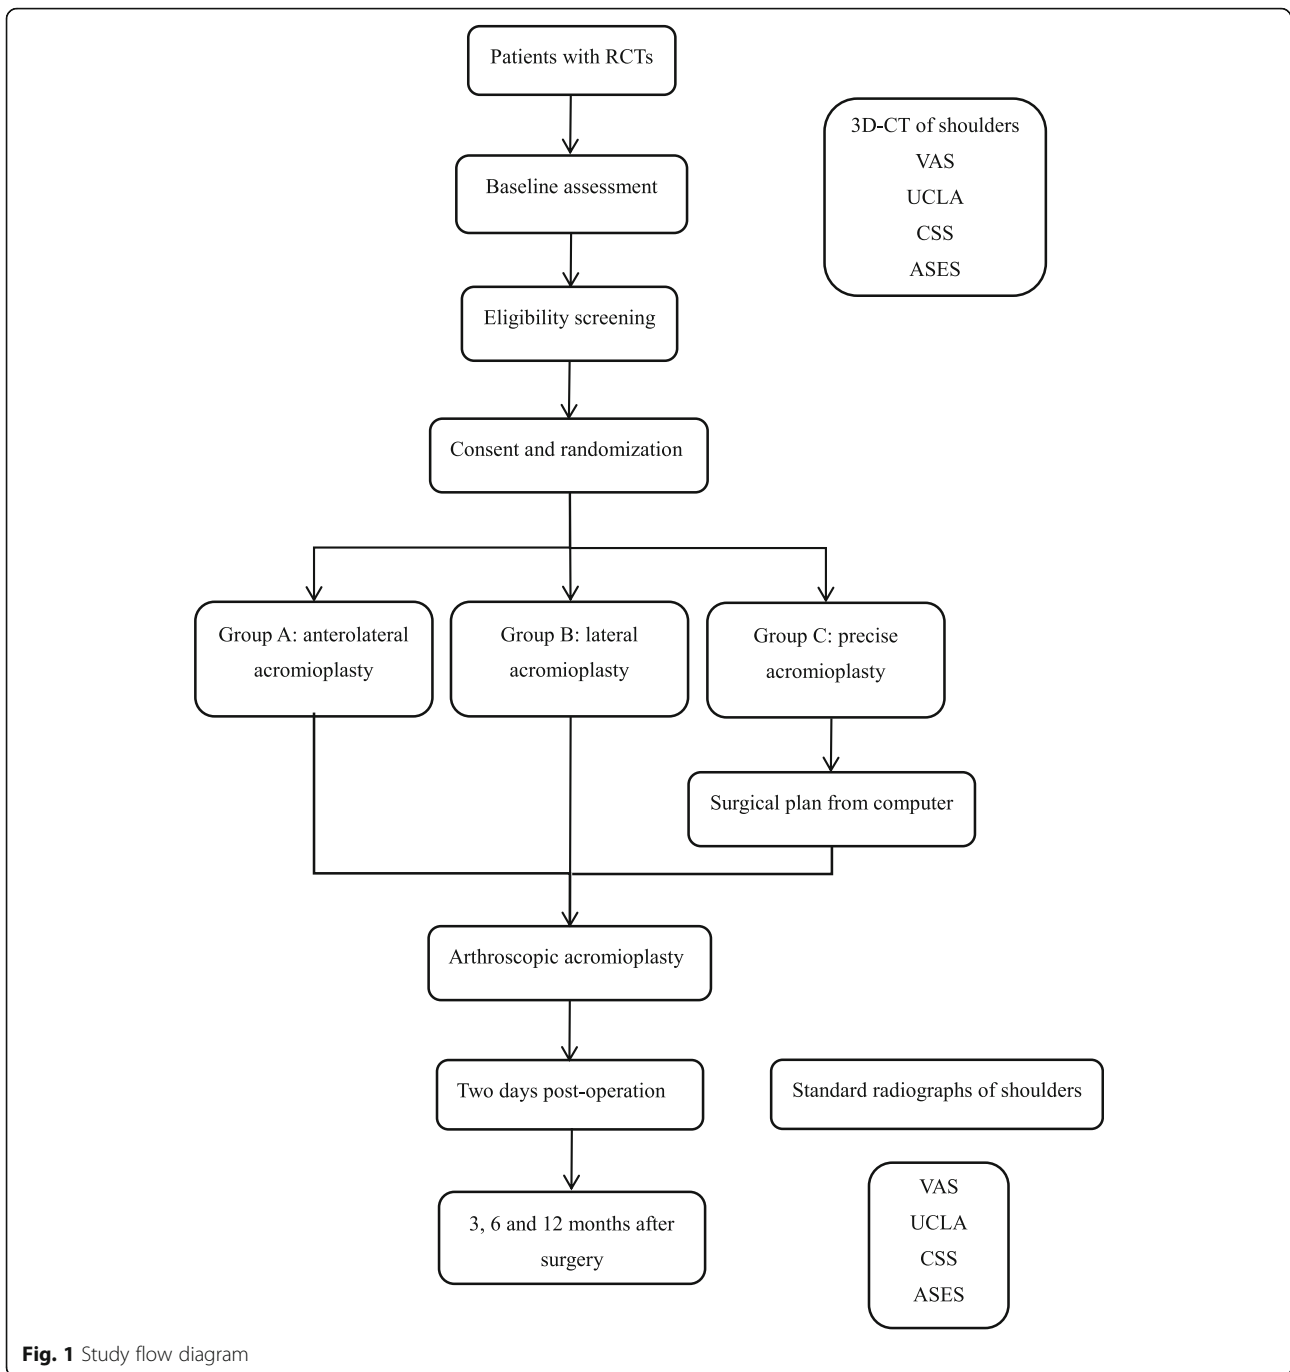 Patients with RCTs
3D-CT of shoulders
VAS
UCLA
CSS
ASES
Baseline assessment
Eligibility screening
Consent and randomization
Group A: anterolateral
acromioplasty
Group B: lateral
acromioplasty
Group C: precise
acromioplasty
Surgical plan from computer
Arthroscopic acromioplasty
Two days post-operation
Standard radiographs of shoulders
3, 6 and 12 months after
surgery
VAS
UCLA
CSS
ASES
Fig. 1 Study flow diagram